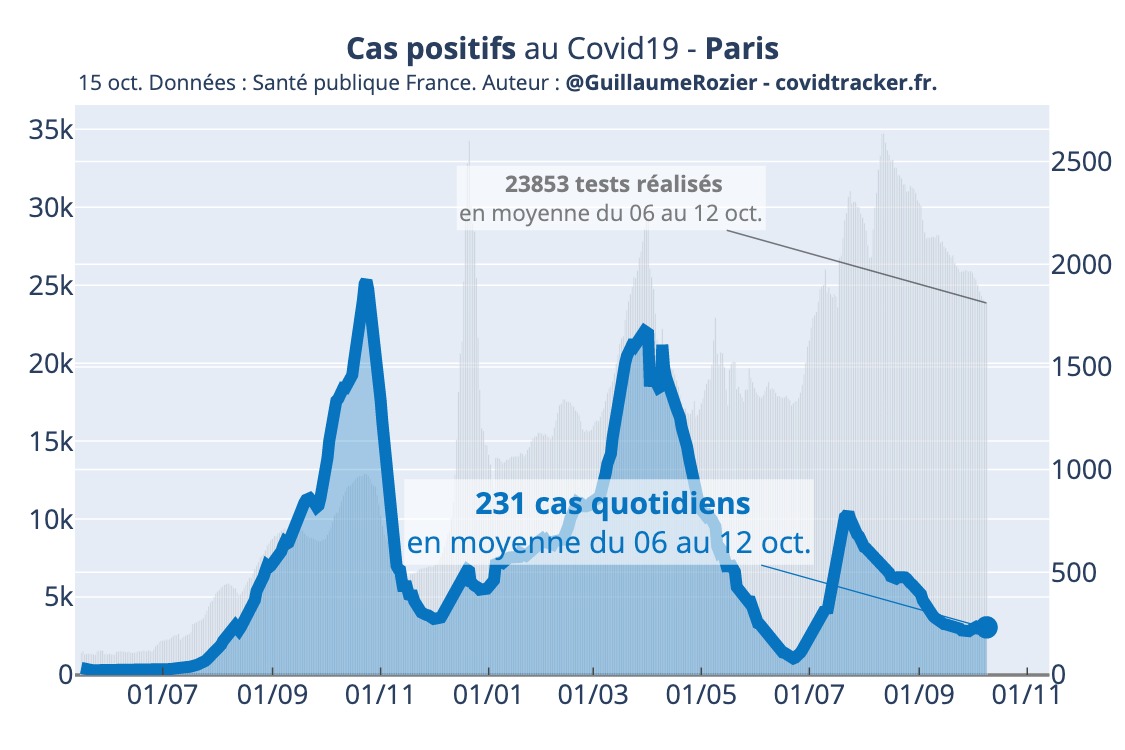 Cas positifs au Covid19 - Paris
15 oct. Données : Santé publique France. Auteur : @GuillaumeRozier - covidtracker.fr.
35k
30k
25k
20k
15k
10k
5k
0
2500
2000
1500
1000
500
0
23853 tests réalisés
en moyenne du 06 au 12 oct.
231 cas quotidiens
en moyenne du 06 au 12 oct.
01/07 01/09 01/11 01/01 01/03 01/05 01/07 01/09 01/11